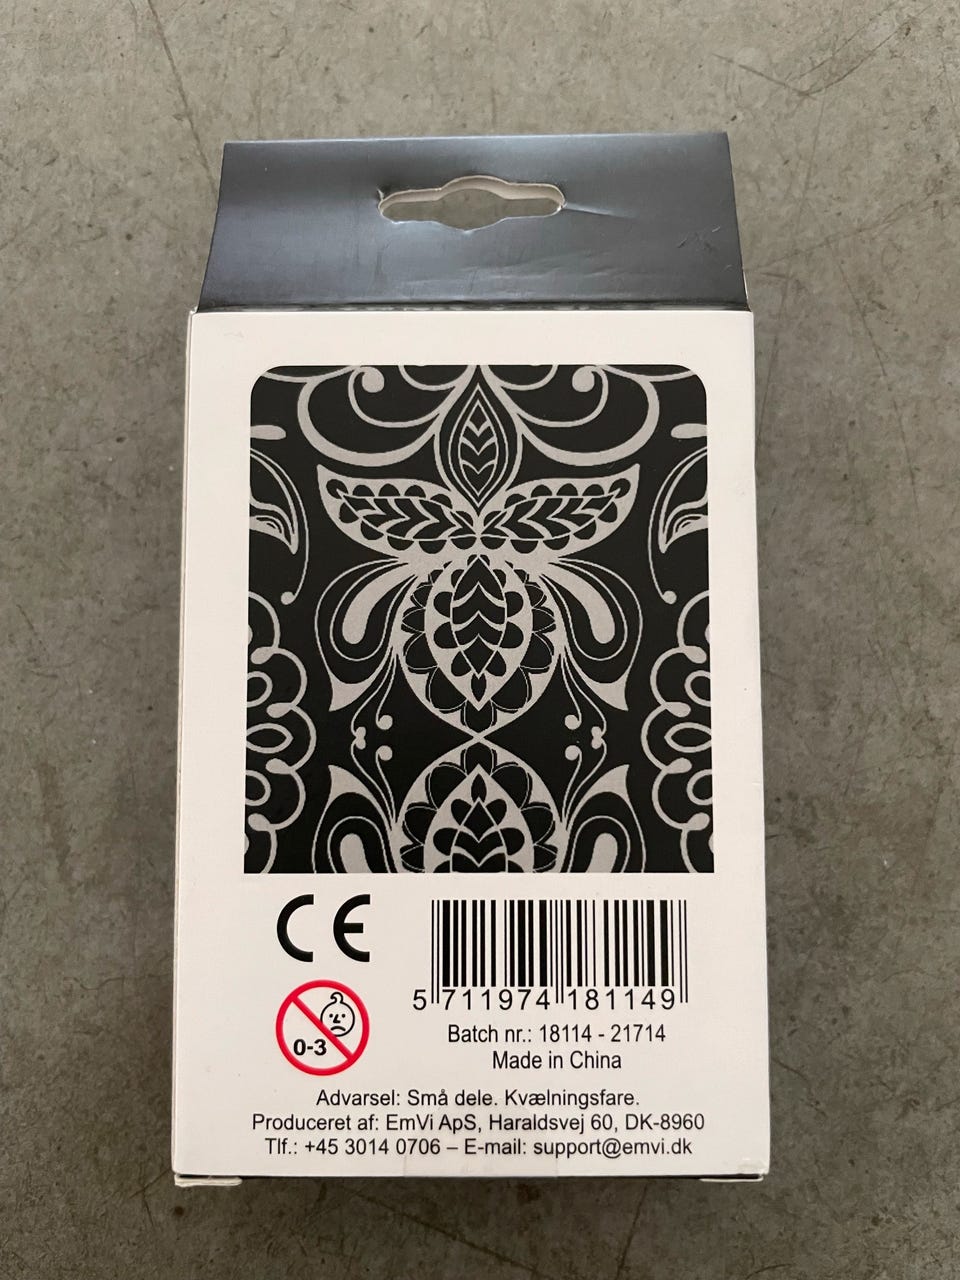 CE
5 711974 181149
0-3
Batch nr.: 18114 - 21714
Made in China
Advarsel: Små dele. Kvælningsfare.
Produceret af: EmVi ApS, Haraldsvej 60, DK-8960
Tlf.: +45 3014 0706 – E-mail: support@emvi.dk